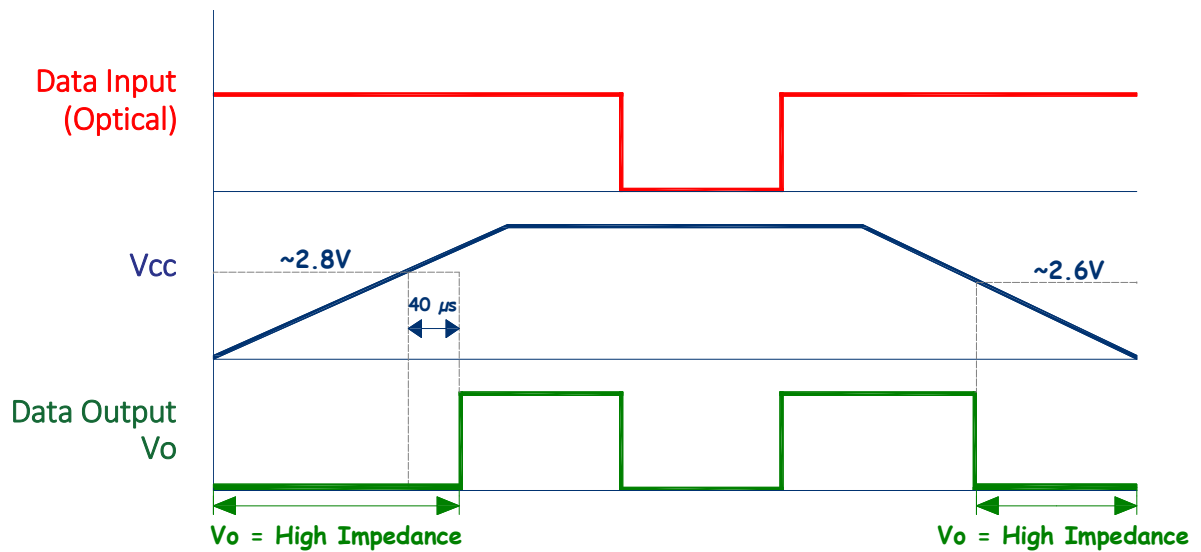 Data Input
(Optical)
Vcc
~2.8V
~2.6V
40 µs
Data Output
Vo
Vo = High Impedance
Vo = High Impedance